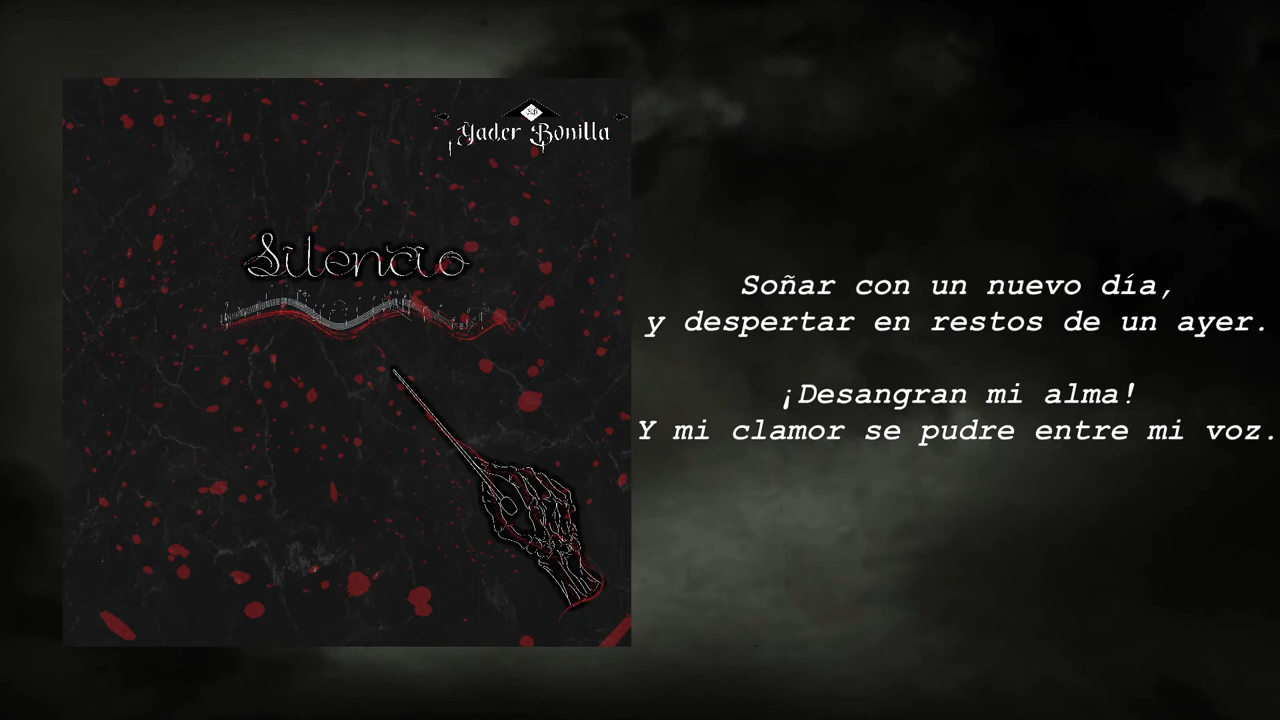 Yader Bonilla
Silencio
Soñar con un nuevo día,
y despertar en restos de un ayer.
¡Desangran mi alma!
Y mi clamor se pudre entre mi voz.